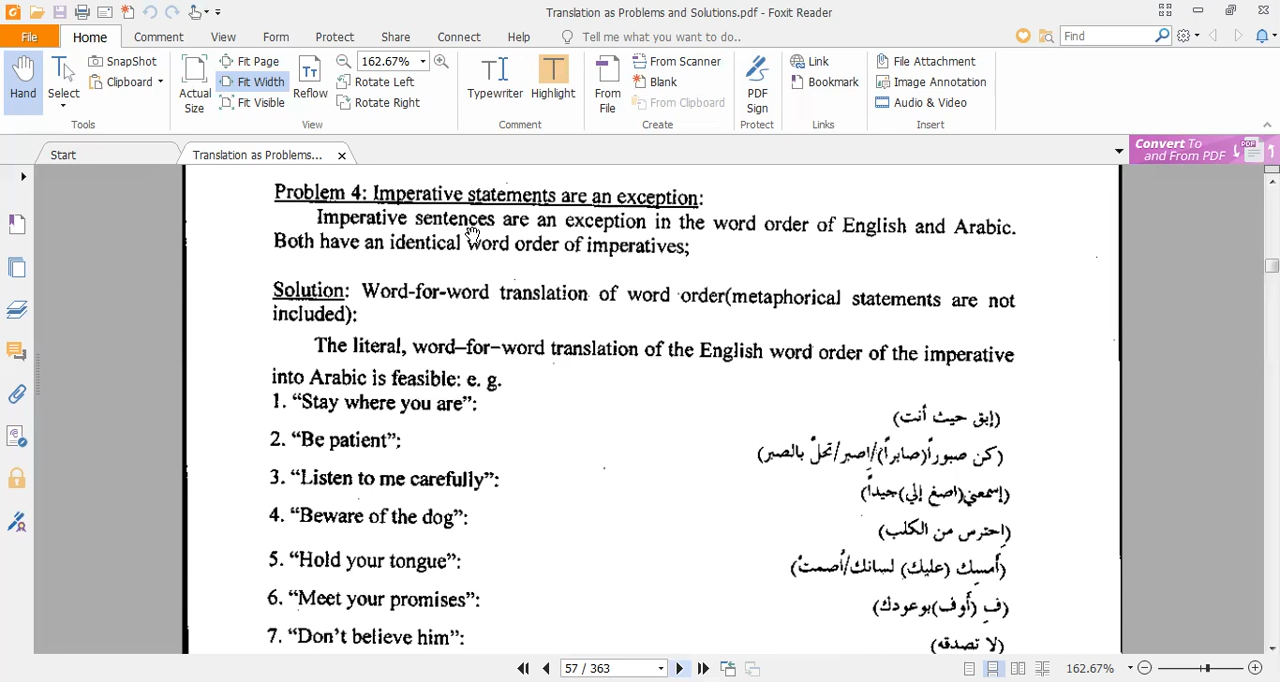 Translation as Problems and Solutions.pdf - Foxit Reader
File Home Comment View Form Protect Share Connect Help Tell me what you want to do.. Find
Hand Select SnapShot Clipboard Actual Size Fit Page Fit Width Fit Visible Reflow 162.67% Rotate Left Rotate Right Typewriter Highlight From File From Scanner Blank From Clipboard PDF Sign Link Bookmark File Attachment Image Annotation Audio & Video
Tools View Comment Create Protect Links Insert
Start Translation as Problems... Convert To and From PDF
Problem 4: Imperative statements are an exception:
Imperative sentences are an exception in the word order of English and Arabic.
Both have an identical word order of imperatives;
Solution: Word-for-word translation of word order(metaphorical statements are not
included):
The literal, word–for–word translation of the English word order of the imperative
into Arabic is feasible: e. g.
1. “Stay where you are”: (إبق حيث أنت)
2. “Be patient”: (كن صبوراً(صابراً)/اِصبر/تحلّ بالصبر)
3. “Listen to me carefully”: (إسمعني(اصغ إلي)جيداً)
4. “Beware of the dog”: (اِحترس من الكلب)
5. “Hold your tongue”: (أَمسِك (عليك) لسانك/اُصمتْ)
6. “Meet your promises”: (فِ (أَوف)بوعودك)
7. “Don’t believe him”: (لا تصدقه)
57 / 363 162.67%